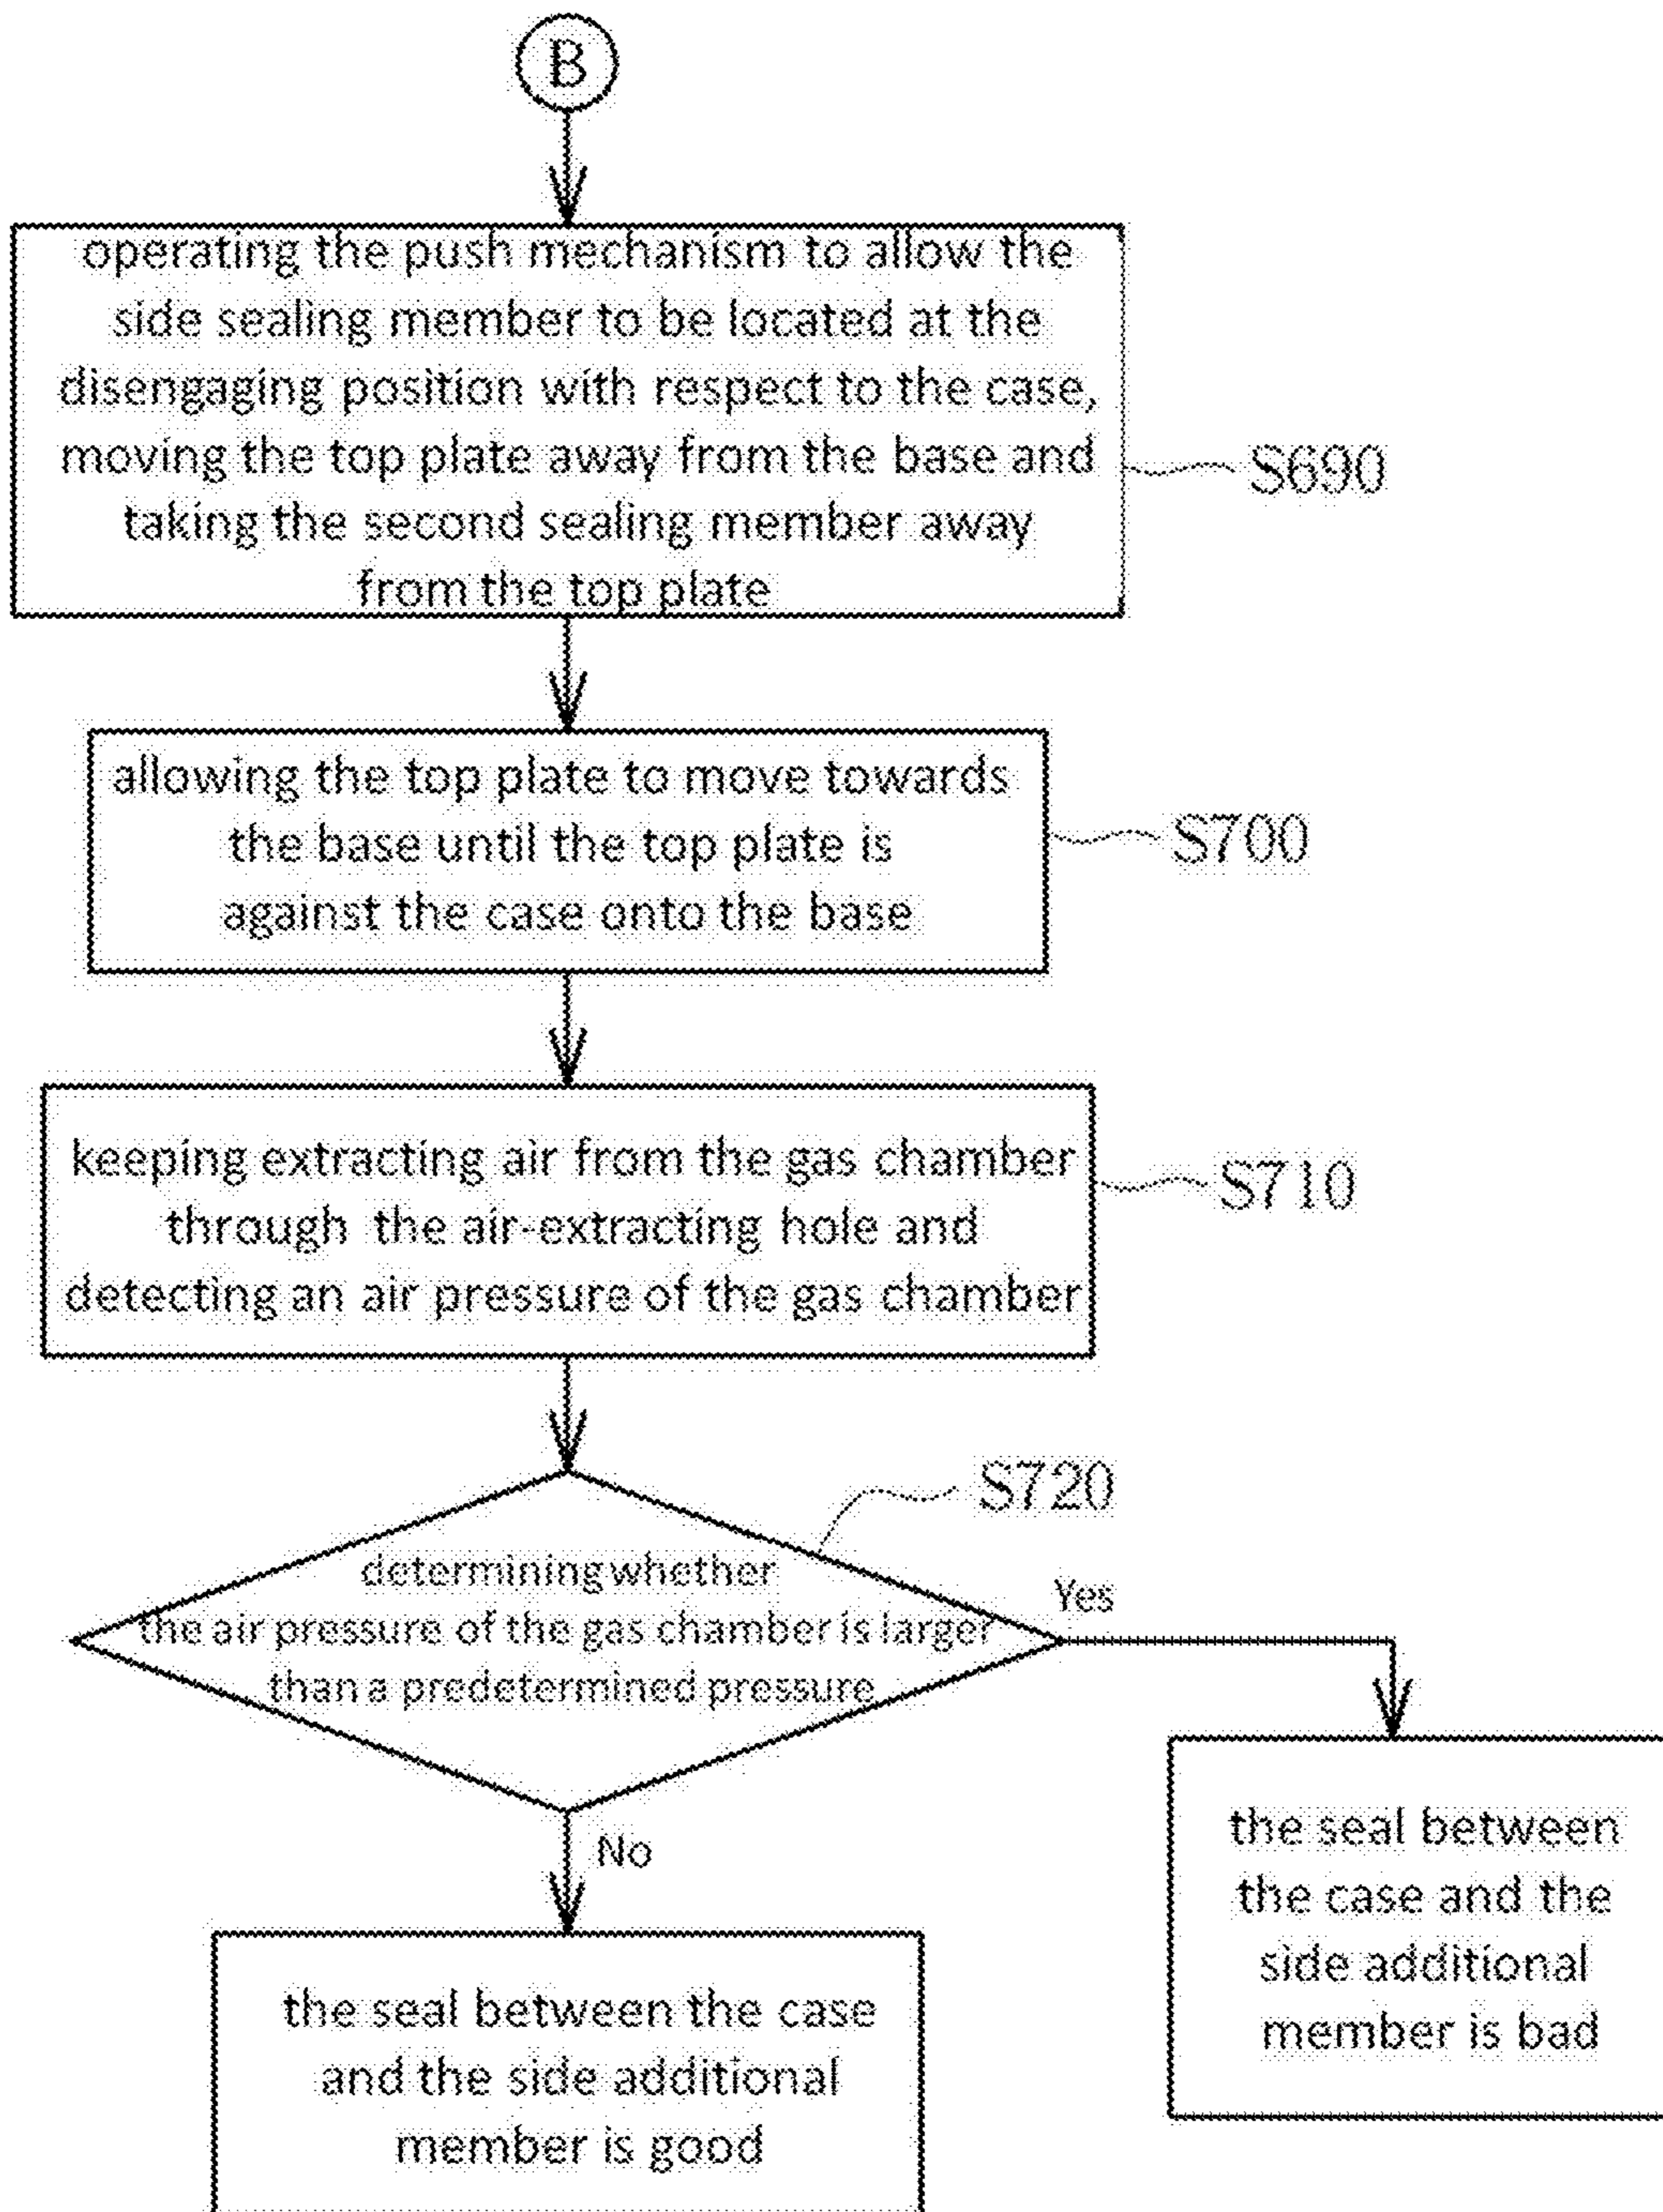 B
operating the push mechanism to allow the
side sealing member to be located at the
disengaging position with respect to the case,
moving the top plate away from the base and
taking the second sealing member away
from the top plate
S690
allowing the top plate to move towards
the base until the top plate is
against the case onto the base
S700
keeping extracting air from the gas chamber
through the air-extracting hole and
detecting an air pressure of the gas chamber
S710
S720
determining whether
the air pressure of the gas chamber is larger
than a predetermined pressure
Yes
No
the seal between
the case and the
side additional
member is bad
the seal between the case
and the side additional
member is good